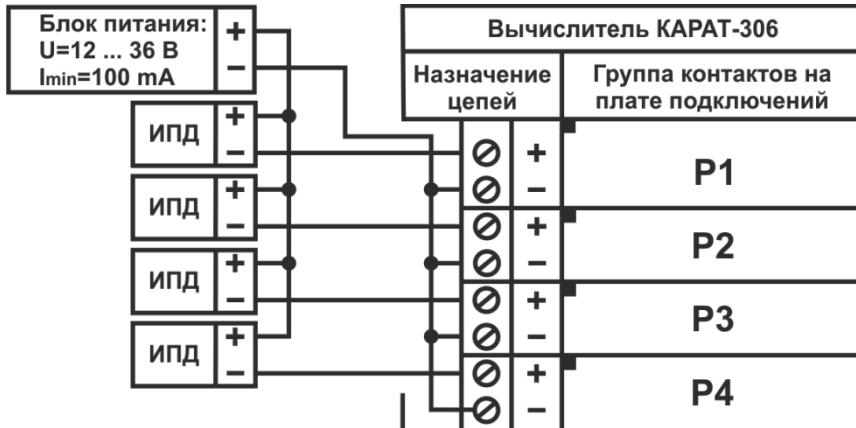 Блок питания:
U=12 ... 36 В
Imin=100 mA
+
−
Вычислитель КАРАТ-306
Назначение
цепей
Группа контактов на
плате подключений
ИПД
+
−
ИПД
+
−
ИПД
+
−
ИПД
+
−
+
−
P1
+
−
P2
+
−
P3
+
−
P4